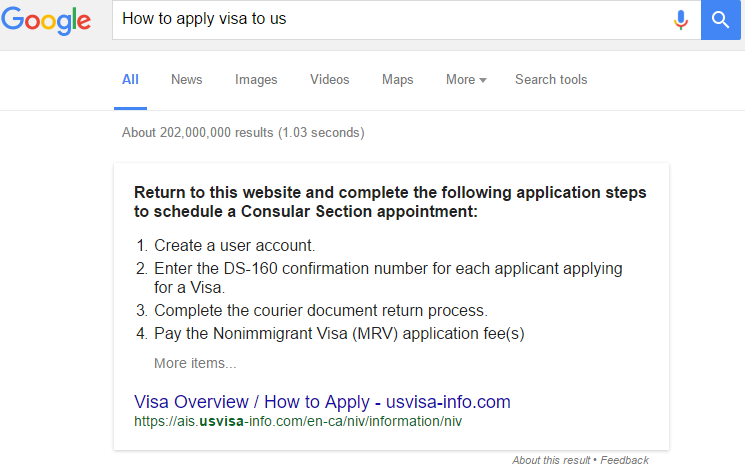 Google How to apply visa to us
All News Images Videos Maps More Search tools
About 202,000,000 results (1.03 seconds)
Return to this website and complete the following application steps
to schedule a Consular Section appointment:
1. Create a user account.
2. Enter the DS-160 confirmation number for each applicant applying
for a Visa.
3. Complete the courier document return process.
4. Pay the Nonimmigrant Visa (MRV) application fee(s)
More items...
Visa Overview / How to Apply - usvisa-info.com
https://ais.usvisa-info.com/en-ca/niv/information/niv
About this result • Feedback